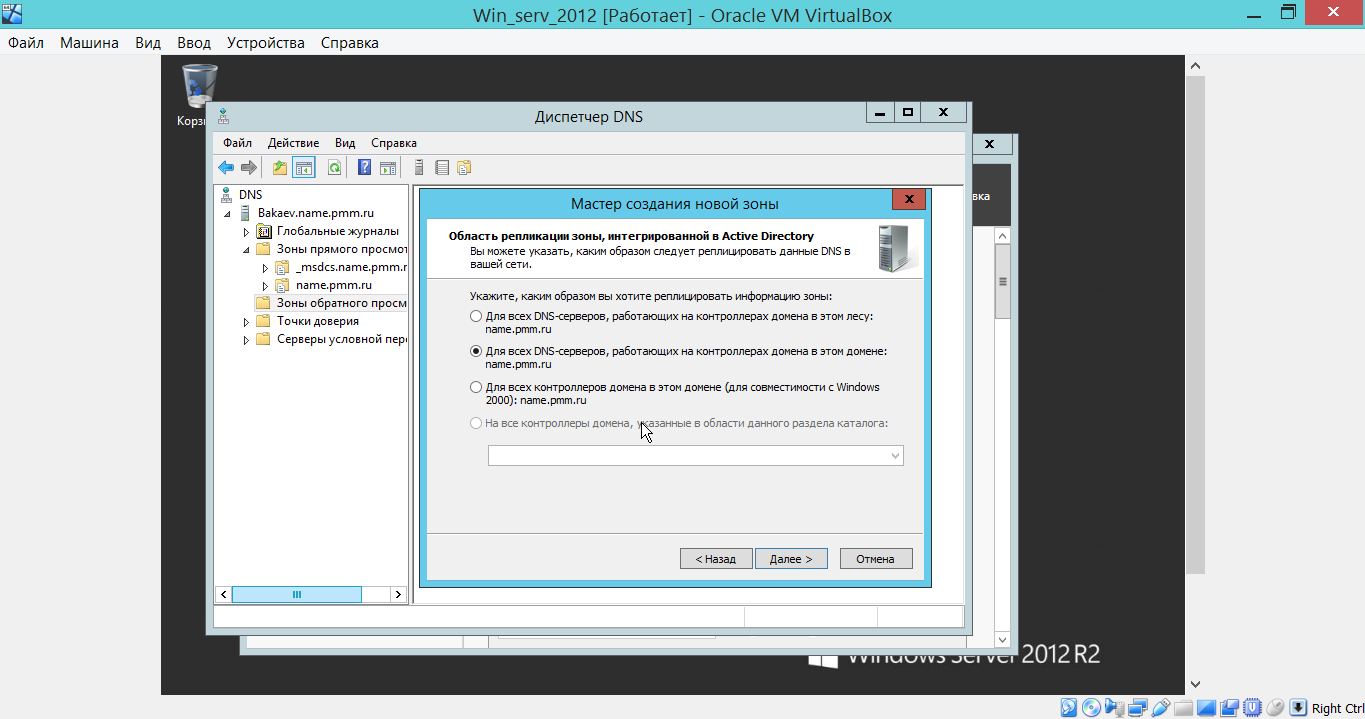 Win_serv_2012 [Работает] - Oracle VM VirtualBox
Файл Машина Вид Ввод Устройства Справка
Диспетчер DNS
Файл Действие Вид Справка
DNS
Bakaev.name.pmm.ru
Глобальные журналы
Зоны прямого просмот
_msdcs.name.pmm.r
name.pmm.ru
Зоны обратного просм
Точки доверия
Серверы условной пер
Мастер создания новой зоны
Область репликации зоны, интегрированной в Active Directory
Вы можете указать, каким образом следует реплицировать данные DNS в
вашей сети.
Укажите, каким образом вы хотите реплицировать информацию зоны:
Для всех DNS-серверов, работающих на контроллерах домена в этом лесу:
name.pmm.ru
Для всех DNS-серверов, работающих на контроллерах домена в этом домене:
name.pmm.ru
Для всех контроллеров домена в этом домене (для совместимости с Windows
2000): name.pmm.ru
На все контроллеры домена, указанные в области данного раздела каталога:
< Назад Далее > Отмена
вка
Windows Server 2012 R2
Right Ctrl